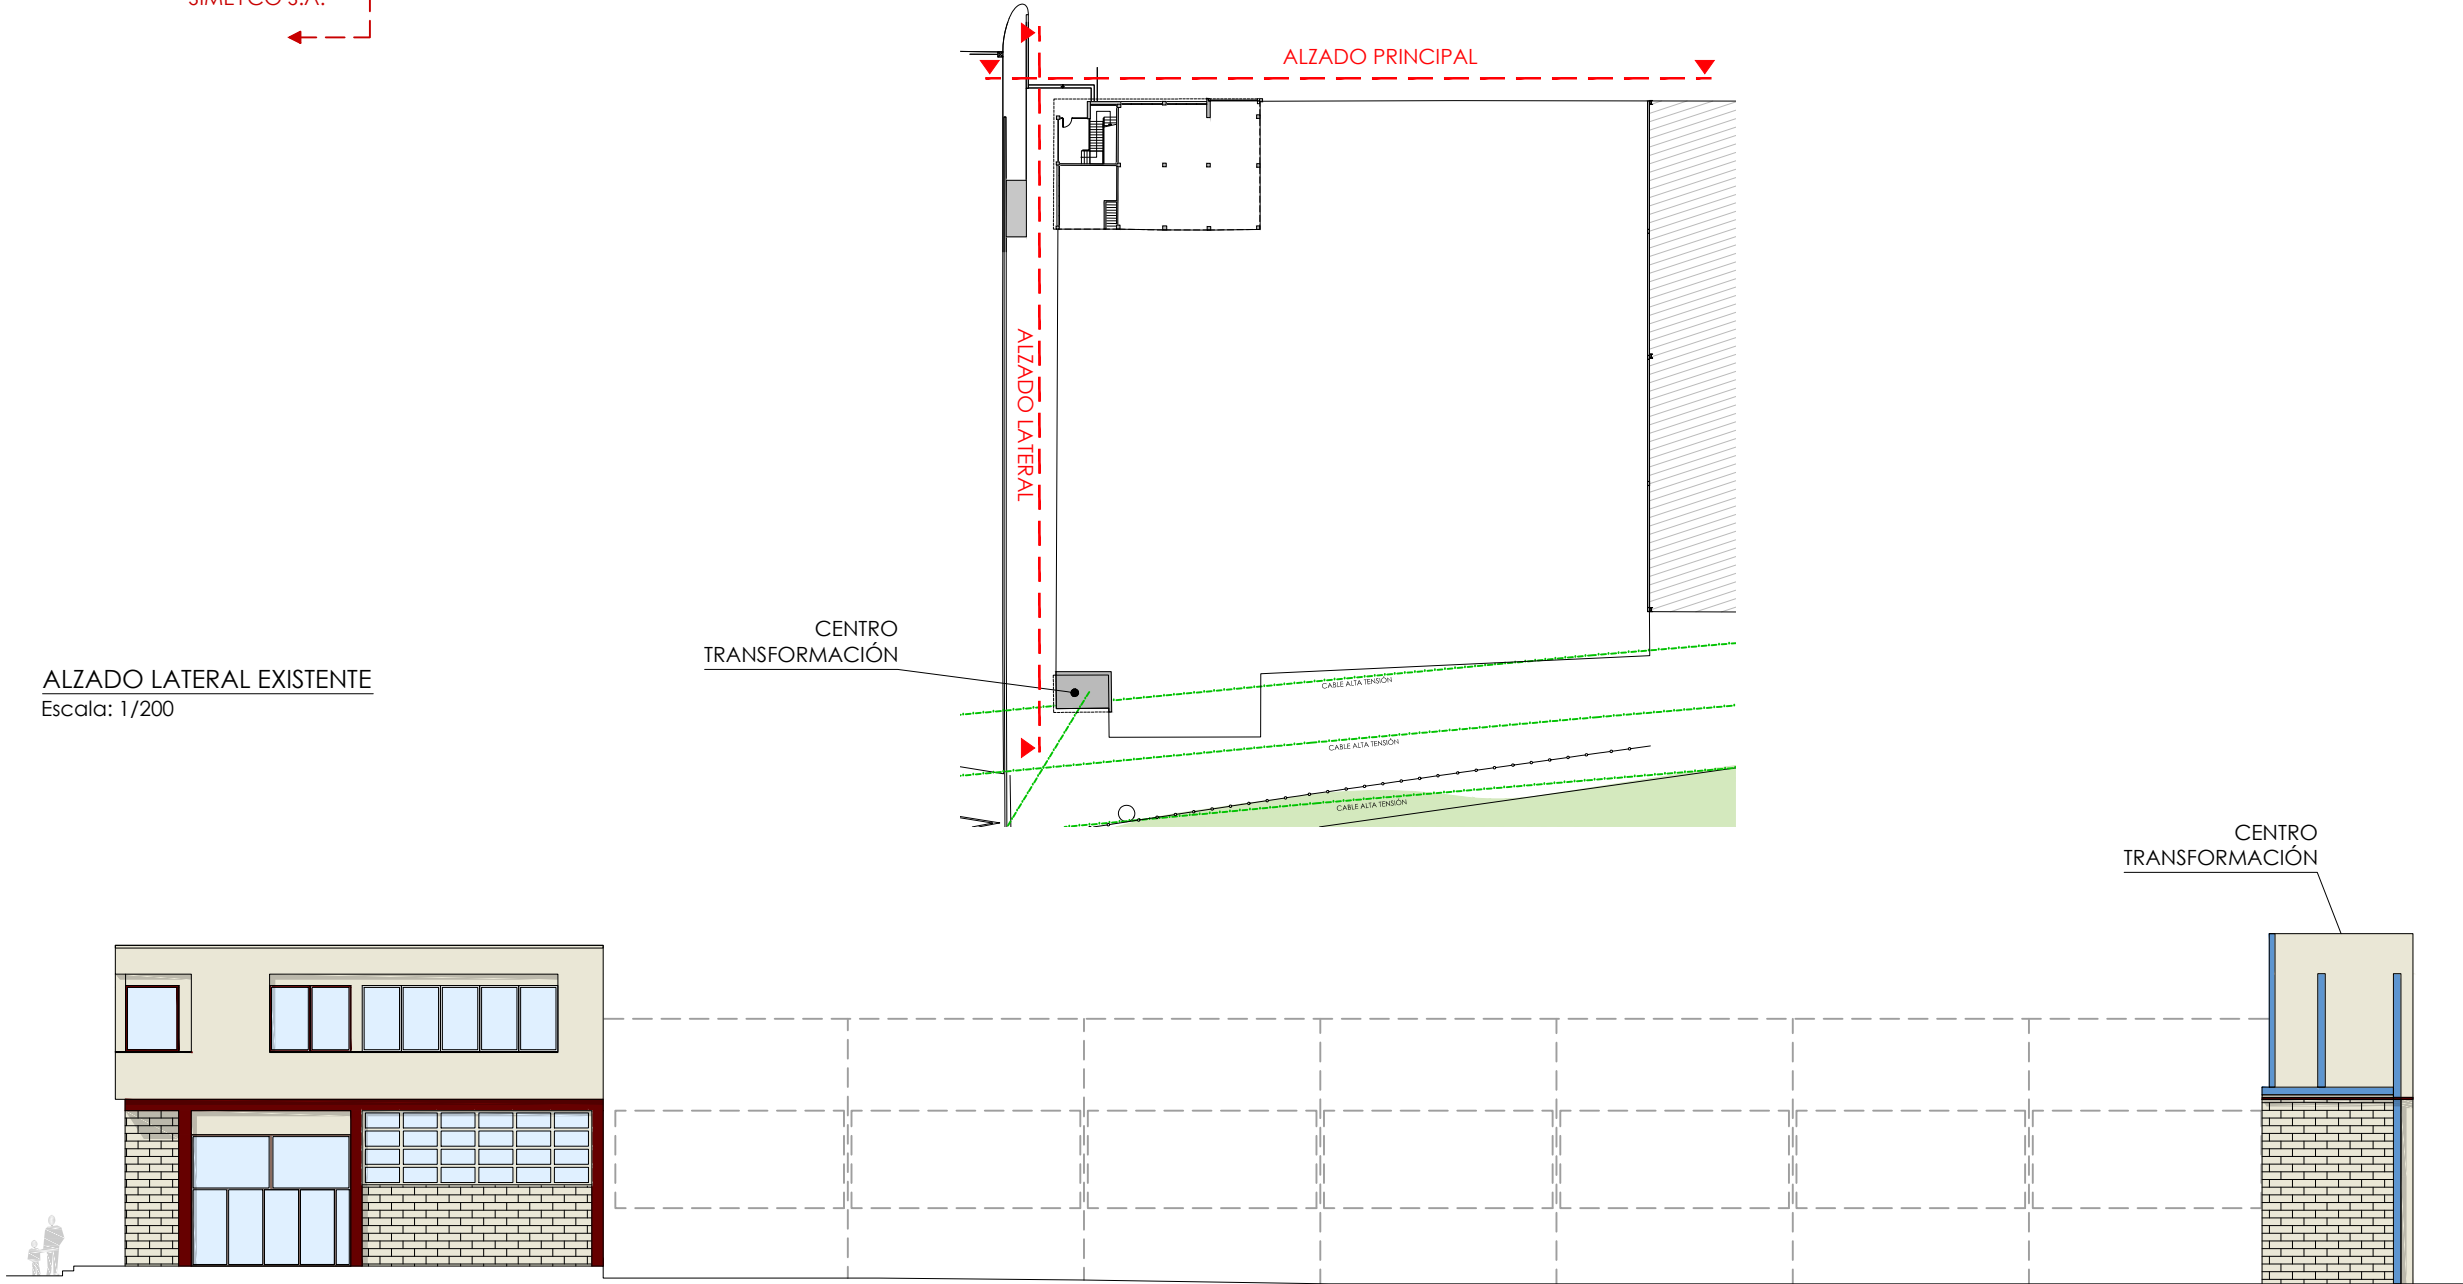 SIMETCO S.A.
ALZADO PRINCIPAL
ALZADO LATERAL
CENTRO
TRANSFORMACIÓN
ALZADO LATERAL EXISTENTE
Escala: 1/200
CABLE ALTA TENSIÓN
CABLE ALTA TENSIÓN
CABLE ALTA TENSIÓN
CENTRO
TRANSFORMACIÓN